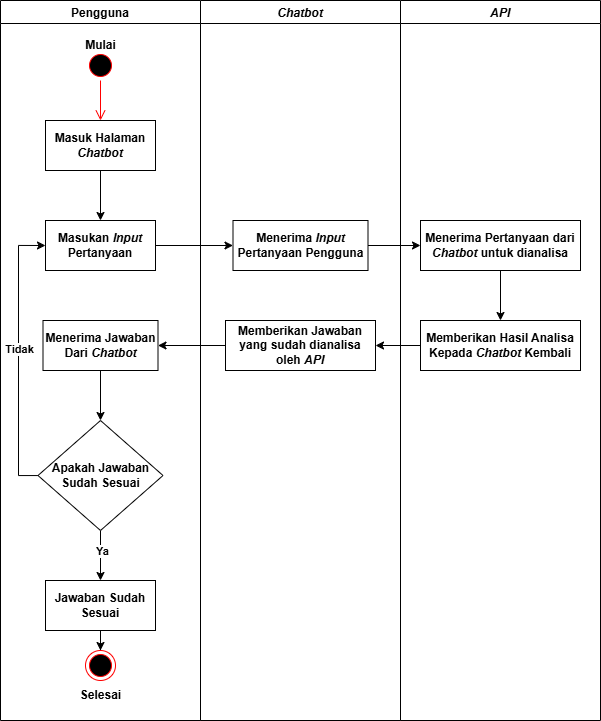 Pengguna
Chatbot
API
Mulai
Masuk Halaman
Chatbot
Masukan Input
Pertanyaan
Menerima Input
Pertanyaan Pengguna
Menerima Pertanyaan dari
Chatbot untuk dianalisa
Tidak
Menerima Jawaban
Dari Chatbot
Memberikan Jawaban
yang sudah dianalisa
oleh API
Memberikan Hasil Analisa
Kepada Chatbot Kembali
Apakah Jawaban
Sudah Sesuai
Ya
Jawaban Sudah
Sesuai
Selesai